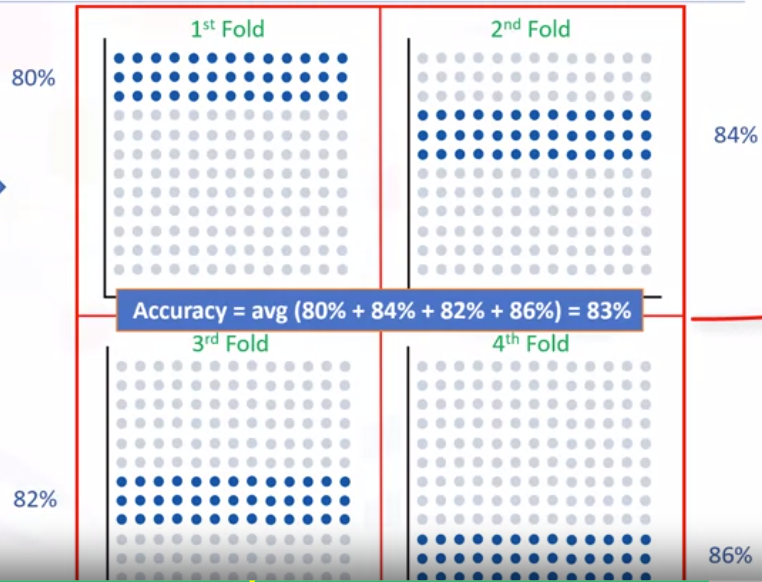 1st Fold
2nd Fold
80%
84%
Accuracy = avg (80% + 84% + 82% + 86%) = 83%
3rd Fold
4th Fold
82%
86%